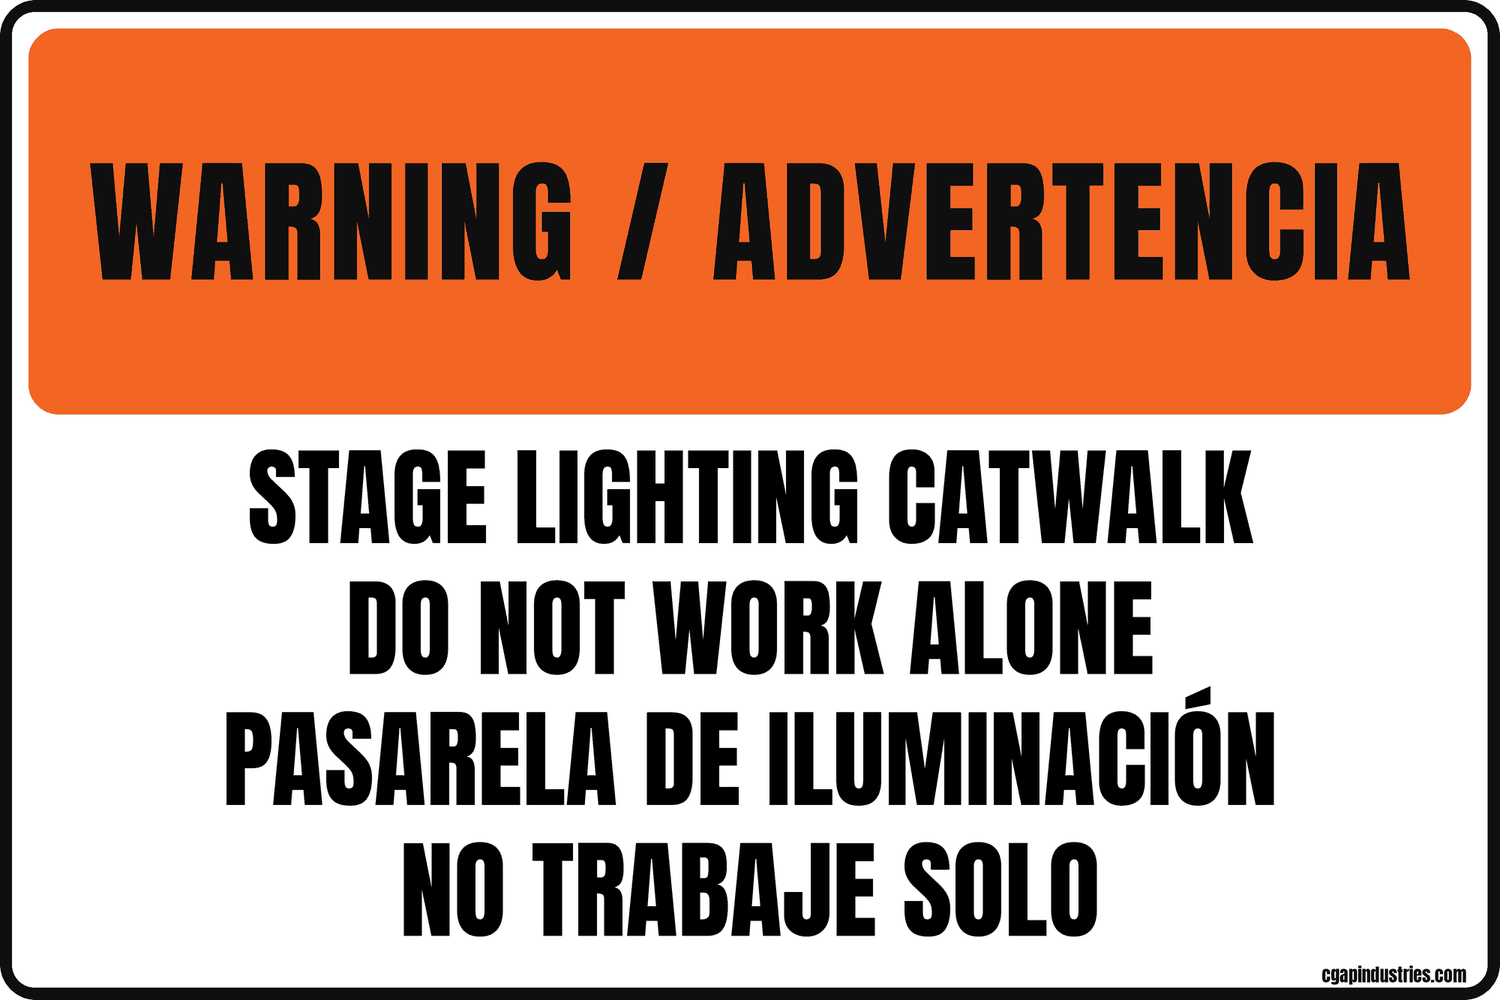 WARNING / ADVERTENCIA
STAGE LIGHTING CATWALK
DO NOT WORK ALONE
PASARELA DE ILUMINACIÓN
NO TRABAJE SOLO
cgapindustries.com